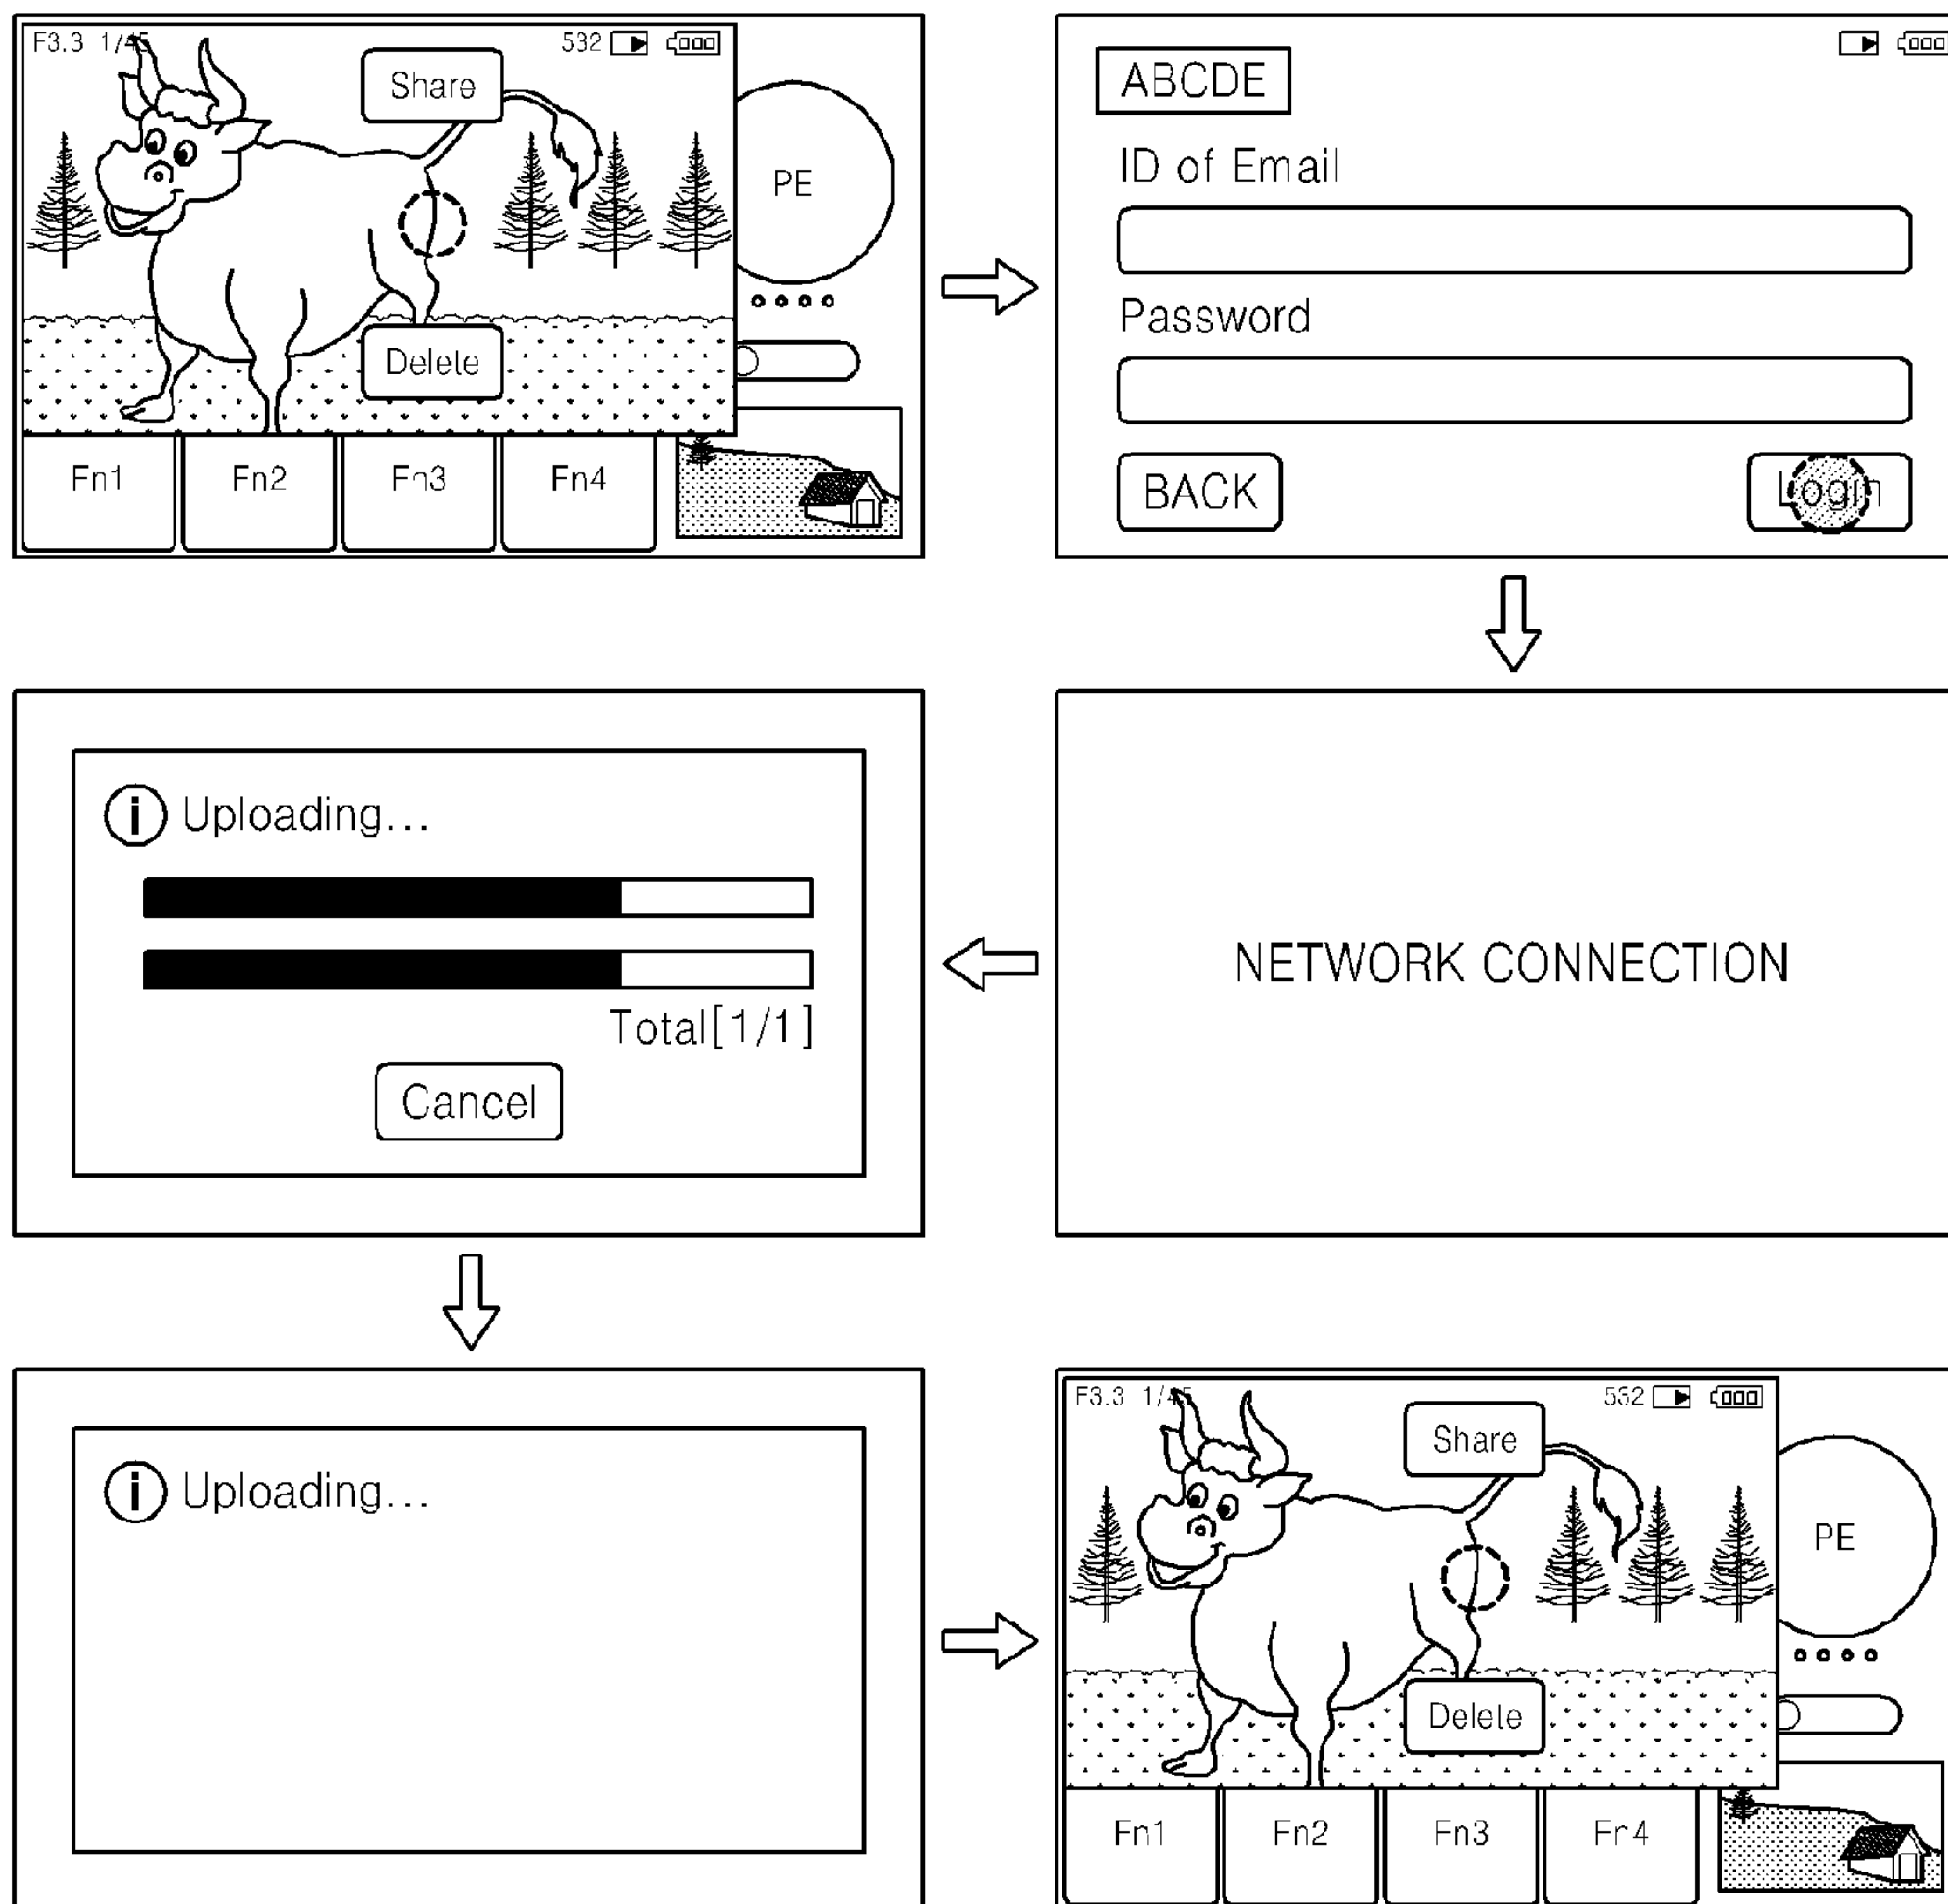 F3.3 1/45 532
Share
PE
Delete
Fn1 Fn2 Fn3 Fn4
ABCDE
ID of Email
Password
BACK Login
NETWORK CONNECTION
i Uploading...
Total[1/1]
Cancel
i Uploading...
F3.3 1/45 532
Share
PE
Delete
Fn1 Fn2 Fn3 Fn4